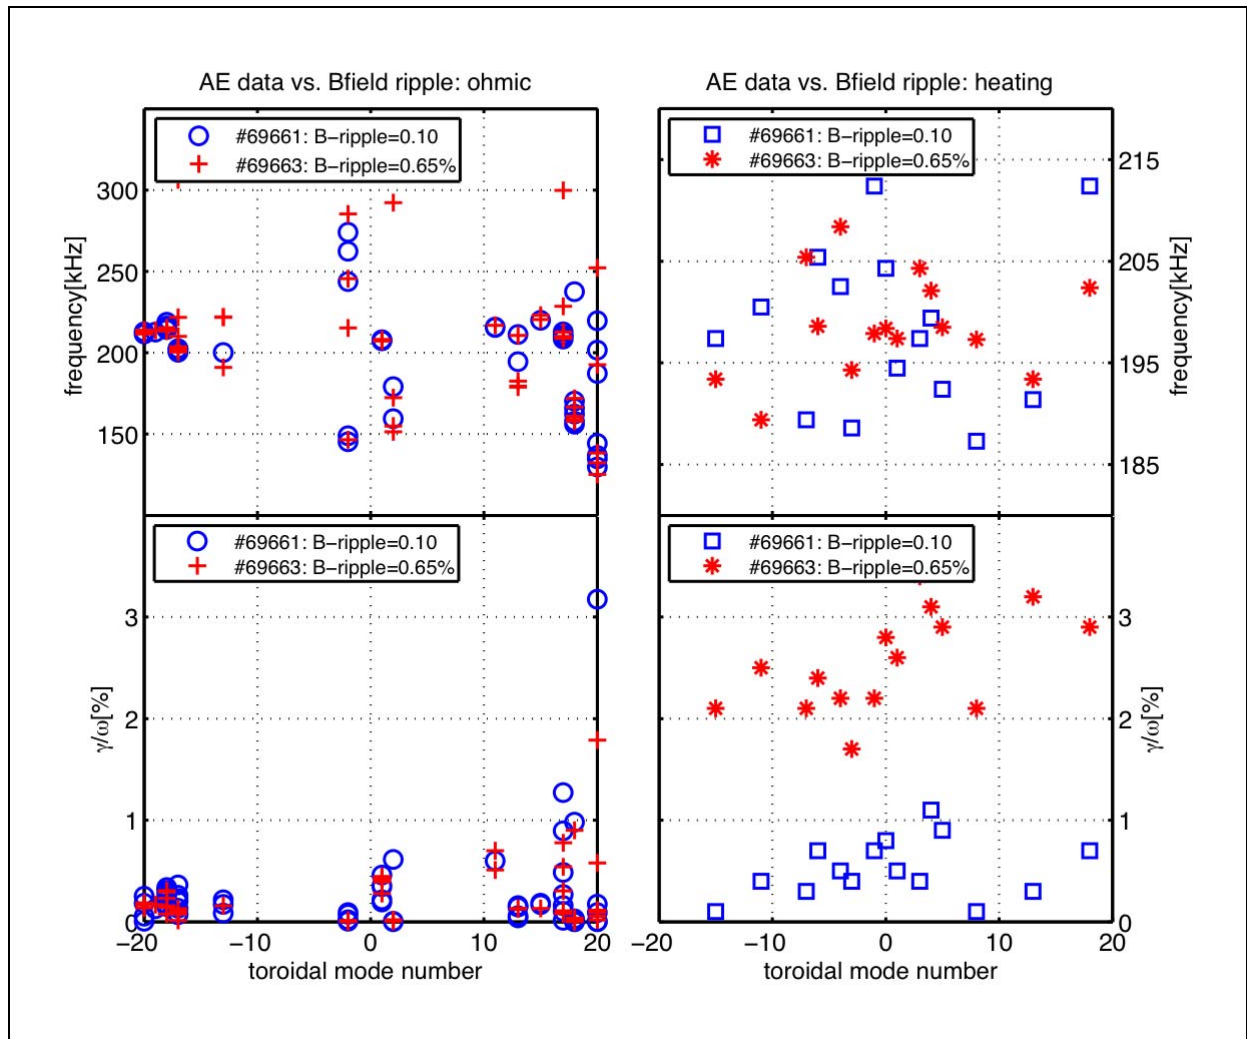 AE data vs. Bfield ripple: ohmic
#69661: B−ripple=0.10
#69663: B−ripple=0.65%
300
250
200
150
frequency[kHz]
AE data vs. Bfield ripple: heating
#69661: B−ripple=0.10
#69663: B−ripple=0.65%
215
205
195
185
frequency[kHz]
#69661: B−ripple=0.10
#69663: B−ripple=0.65%
3
2
1
0
γ/ω[%]
−20 −10 0 10 20
toroidal mode number
#69661: B−ripple=0.10
#69663: B−ripple=0.65%
3
2
1
0
γ/ω[%]
−20 −10 0 10 20
toroidal mode number